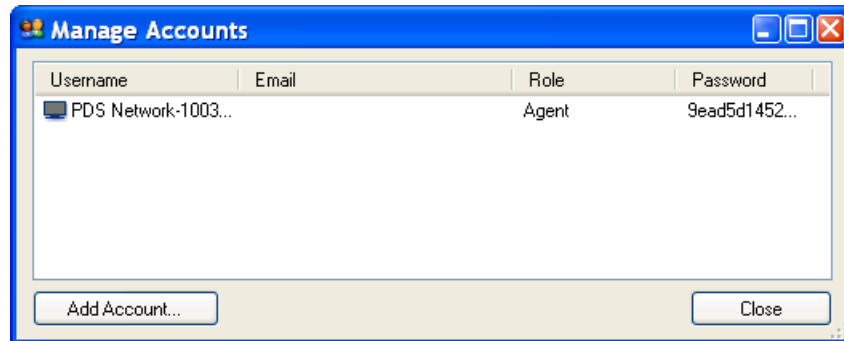 Manage Accounts
Username Email Role Password
PDS Network-1003... Agent 9ead5d1452...
Add Account... Close